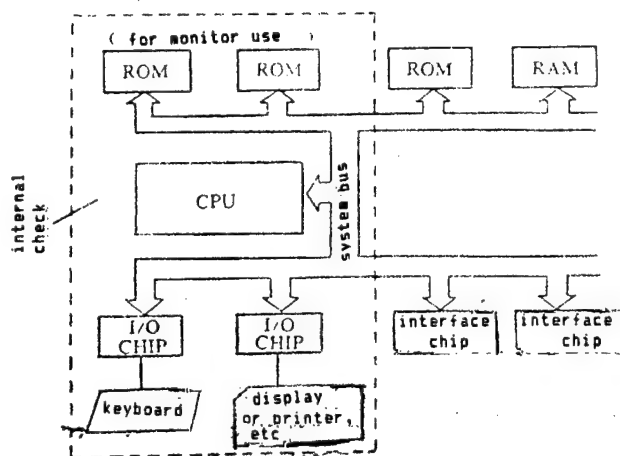 ( for monitor use )
ROM
ROM
ROM
RAM
internal
check
CPU
system bus
I/O
CHIP
I/O
CHIP
interface
chip
interface
chip
keyboard
display
or printer,
etc